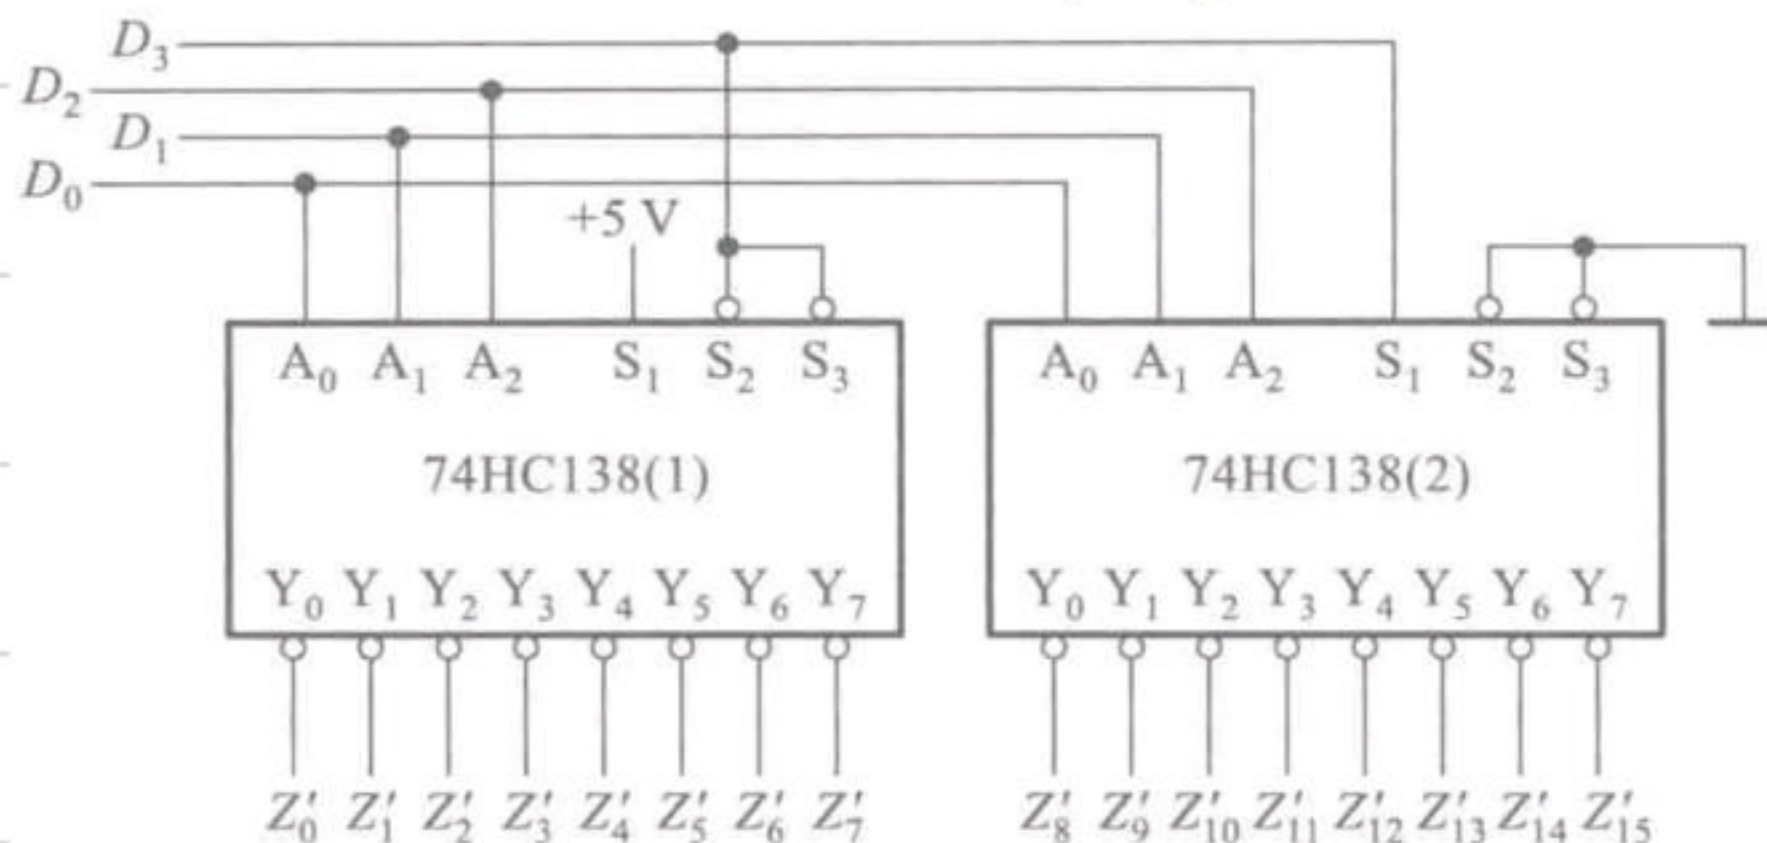 D₃
D₂
D₁
D₀
+5 V
A₀ A₁ A₂ S₁ S₂ S₃
A₀ A₁ A₂ S₁ S₂ S₃
74HC138(1)
74HC138(2)
Y₀ Y₁ Y₂ Y₃ Y₄ Y₅ Y₆ Y₇
Y₀ Y₁ Y₂ Y₃ Y₄ Y₅ Y₆ Y₇
Z′₀ Z′₁ Z′₂ Z′₃ Z′₄ Z′₅ Z′₆ Z′₇
Z′₈ Z′₉ Z′₁₀ Z′₁₁ Z′₁₂ Z′₁₃ Z′₁₄ Z′₁₅